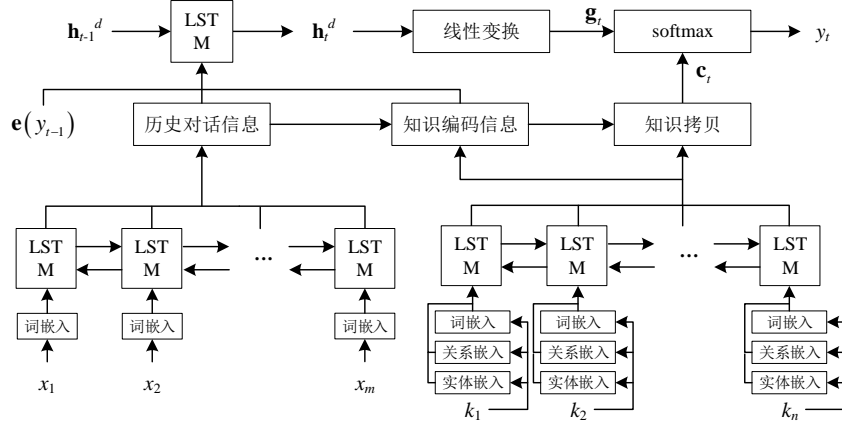 h_{t-1}^d LST M h_t^d 线性变换 g_t softmax y_t
c_t
e(y_{t-1}) 历史对话信息 知识编码信息 知识拷贝
LST M LST M ... LST M LST M LST M ... LST M
词嵌入 词嵌入 词嵌入 词嵌入 词嵌入 词嵌入
关系嵌入 关系嵌入 关系嵌入
实体嵌入 实体嵌入 实体嵌入
x_1 x_2 x_m k_1 k_2 k_n